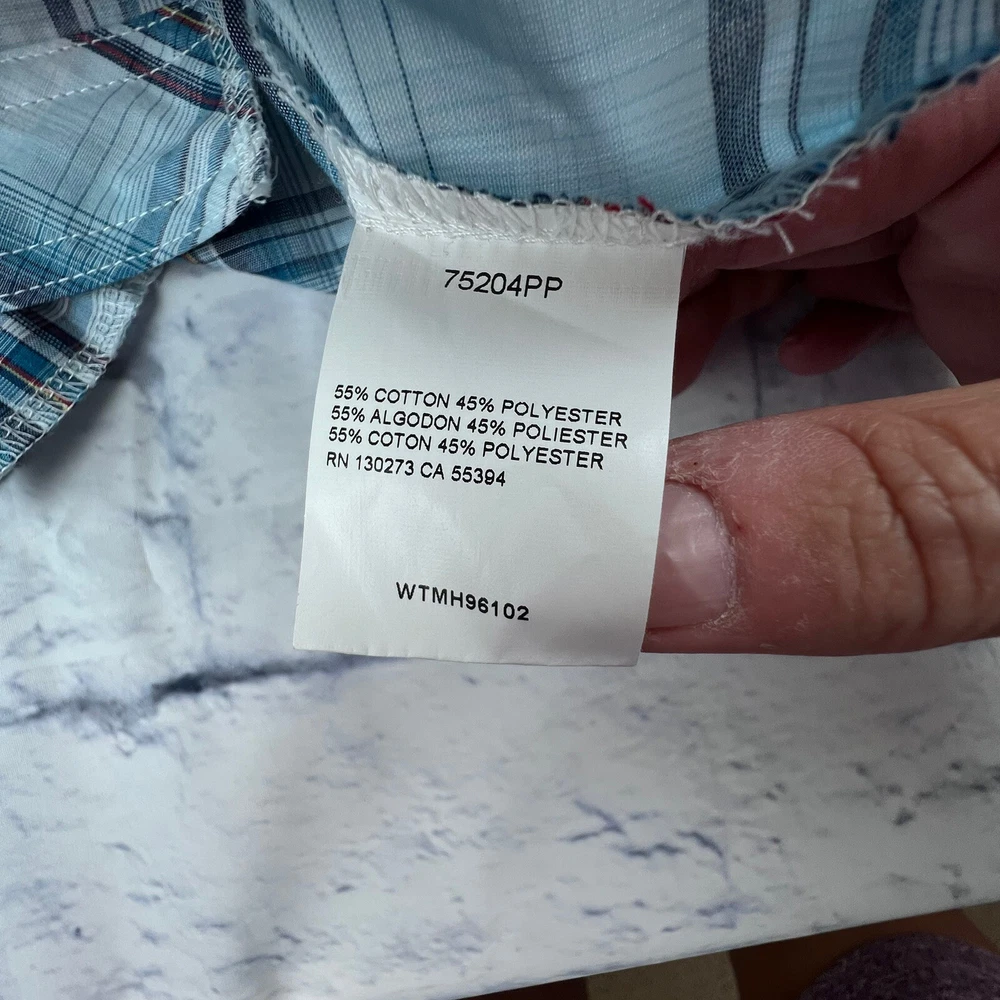 75204PP
55% COTTON 45% POLYESTER
55% ALGODON 45% POLIESTER
55% COTON 45% POLYESTER
RN 130273 CA 55394
WTMH96102